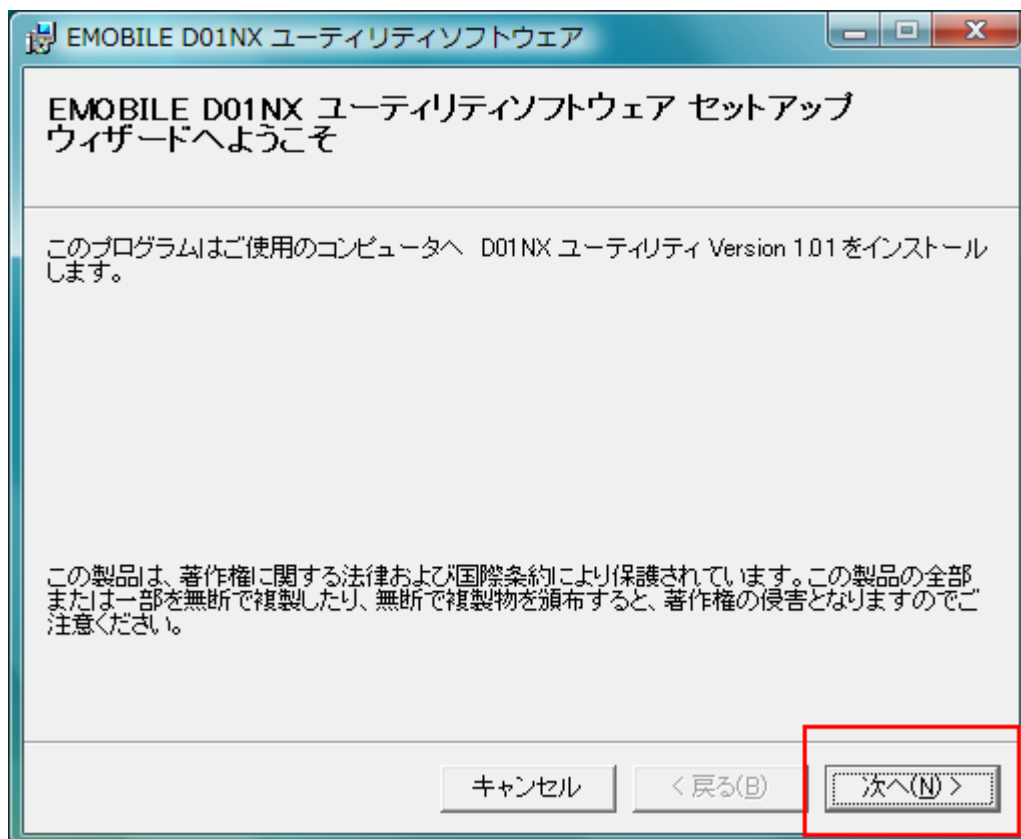 EMOBILE D01NX ユーティリティソフトウェア
EMOBILE D01NX ユーティリティソフトウェア セットアップ
ウィザードへようこそ
このプログラムはご使用のコンピュータへ D01NX ユーティリティ Version 1.01 をインストール
します。
この製品は、著作権に関する法律および国際条約により保護されています。この製品の全部
または一部を無断で複製したり、無断で複製物を頒布すると、著作権の侵害となりますのでご
注意ください。
キャンセル
< 戻る(B)
次へ(N) >